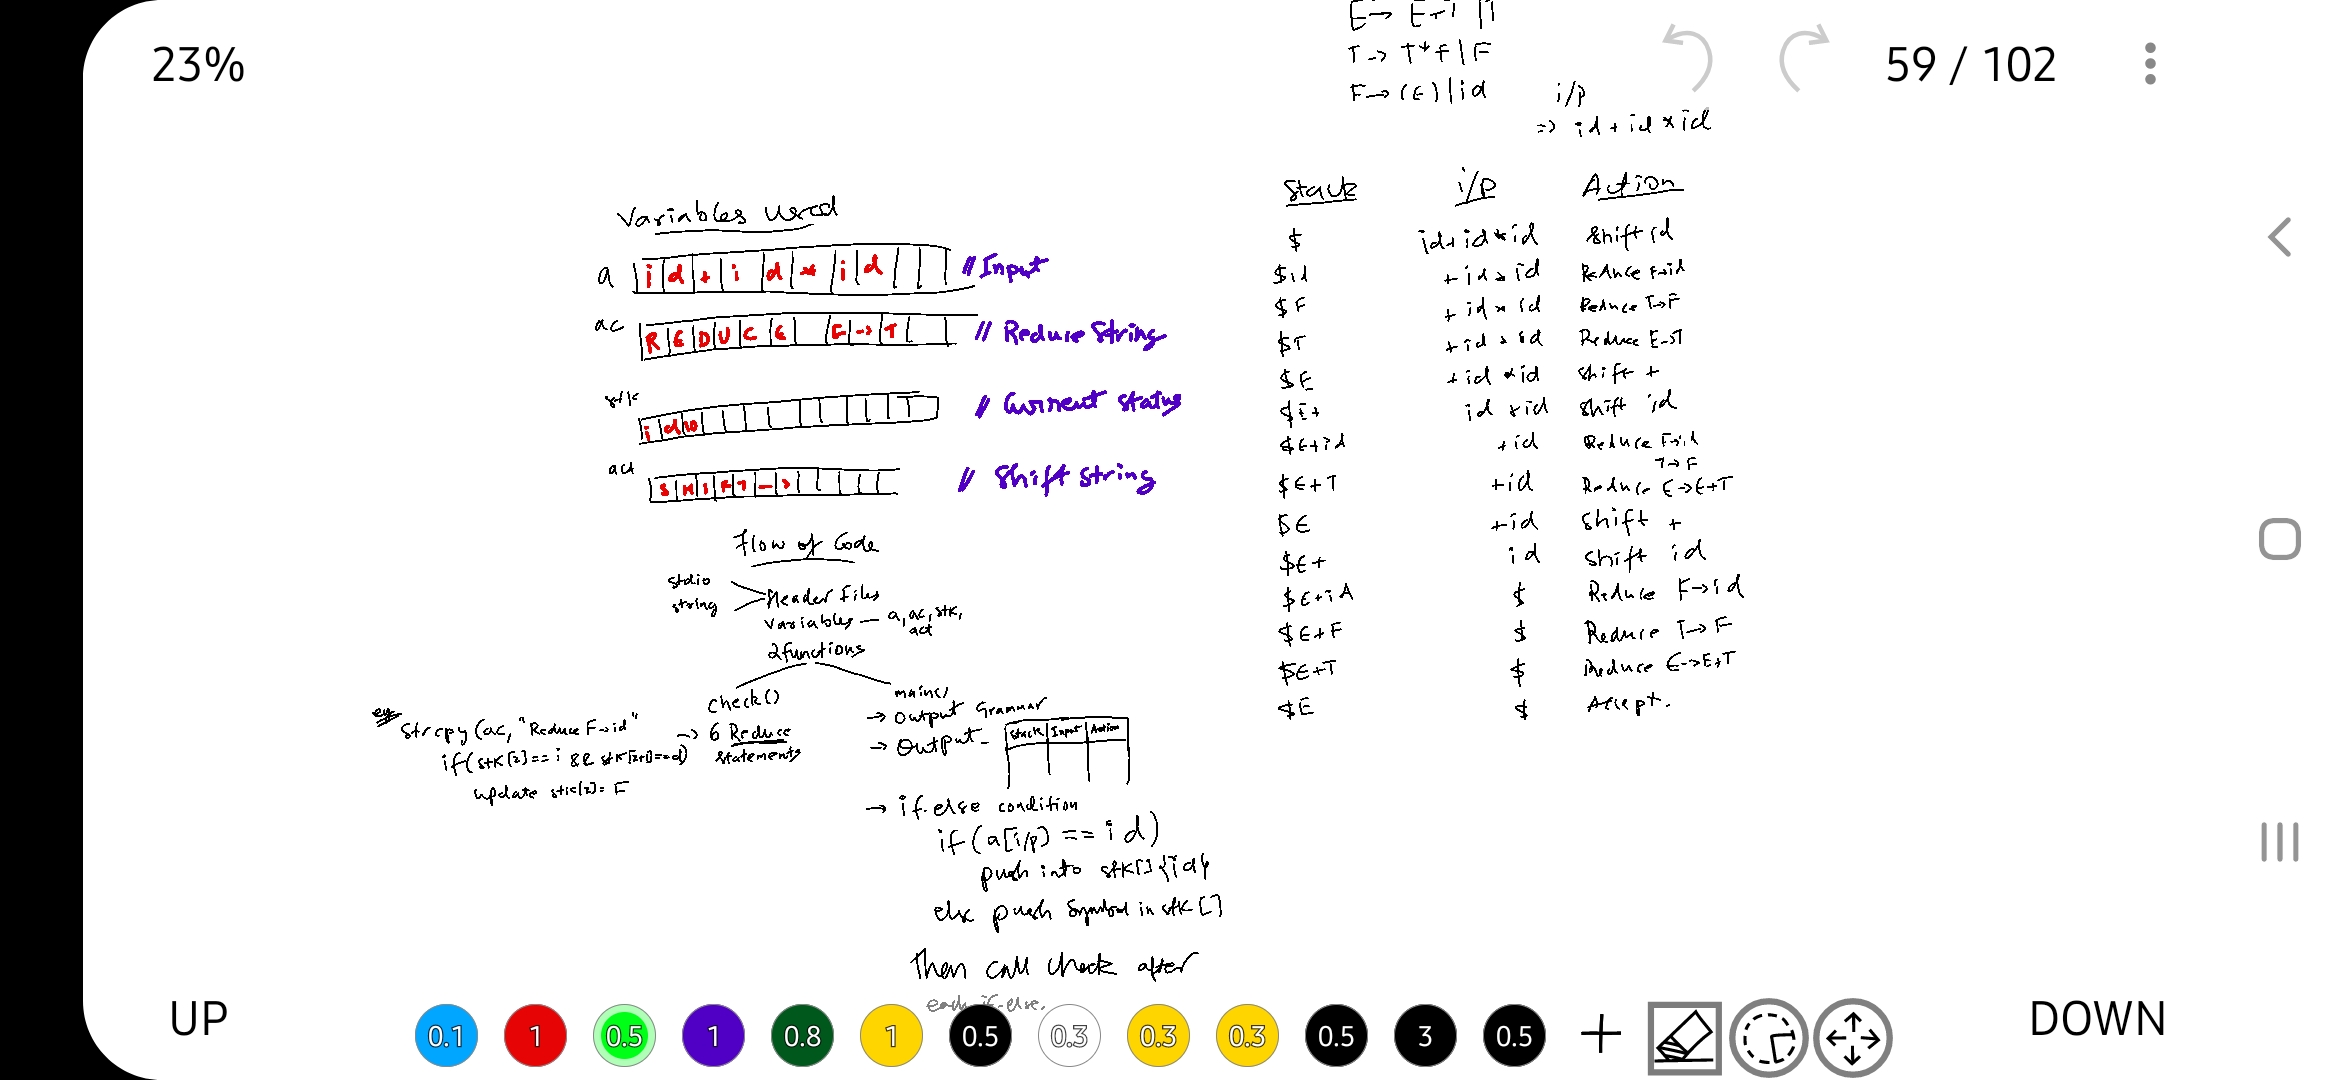 23%
59 / 102
T → T*F | F
F → (E) | id
i/p
=> id + id * id
Variables used
a i d + i d * i d // Input
ac R E D U C E E → T // Reduce String
stk i d \0 // Current status
act S H I F T - > // Shift string
Flow of Code
stdio
string
Header Files
Variables — a, ac, stk,
act
2 functions
check()
→ 6 Reduce
statements
eg
Strcpy (ac, "Reduce F→id"
if (stk[z] == i && stk[z+1] == d)
update stk[z] = F
main()
→ Output Grammar
→ Output -
Stack Input Action
→ if-else condition
if (a[i/p] == id)
push into stk[] {id}
else push Symbol in stk []
Then call check after
each if-else.
Stack i/p Action
$ id+id*id Shift id
$id +id*id Reduce F→id
$F +id*id Reduce T→F
$T +id*id Reduce E→T
$E +id*id Shift +
$E+ id*id Shift id
$E+id +id Reduce F→id
T→F
$E+T +id Reduce E→E+T
$E +id Shift +
$E+ id Shift id
$E+id $ Reduce F→id
$E+F $ Reduce T→F
$E+T $ Reduce E→E+T
$E $ Accept.
UP
0.1 1 0.5 1 0.8 1 0.5 0.3 0.3 0.3 0.5 3 0.5 +
DOWN